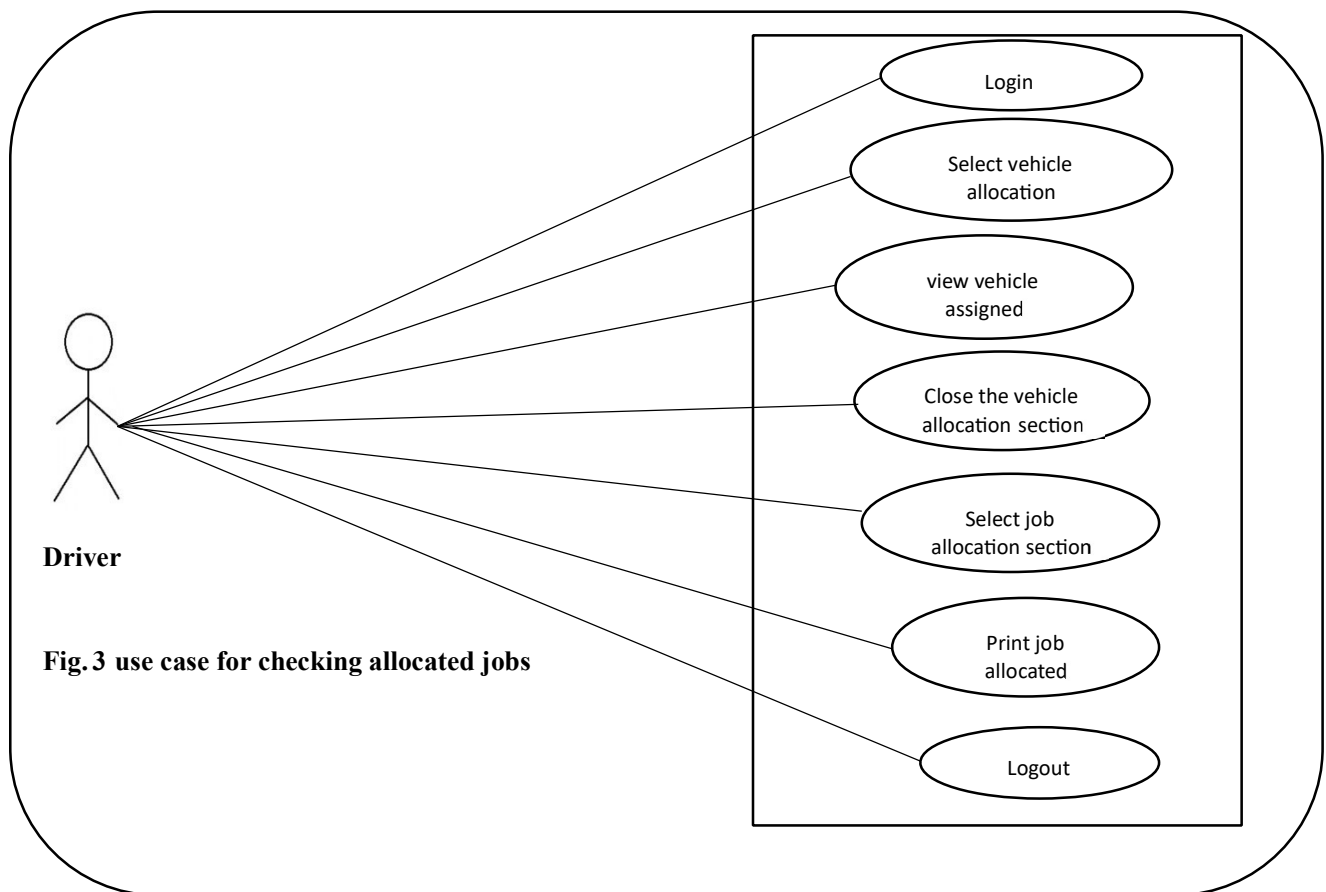 Login
Select vehicle
allocation
view vehicle
assigned
Close the vehicle
allocation section
Select job
allocation section
Print job
allocated
Logout
Driver
Fig. 3 use case for checking allocated jobs